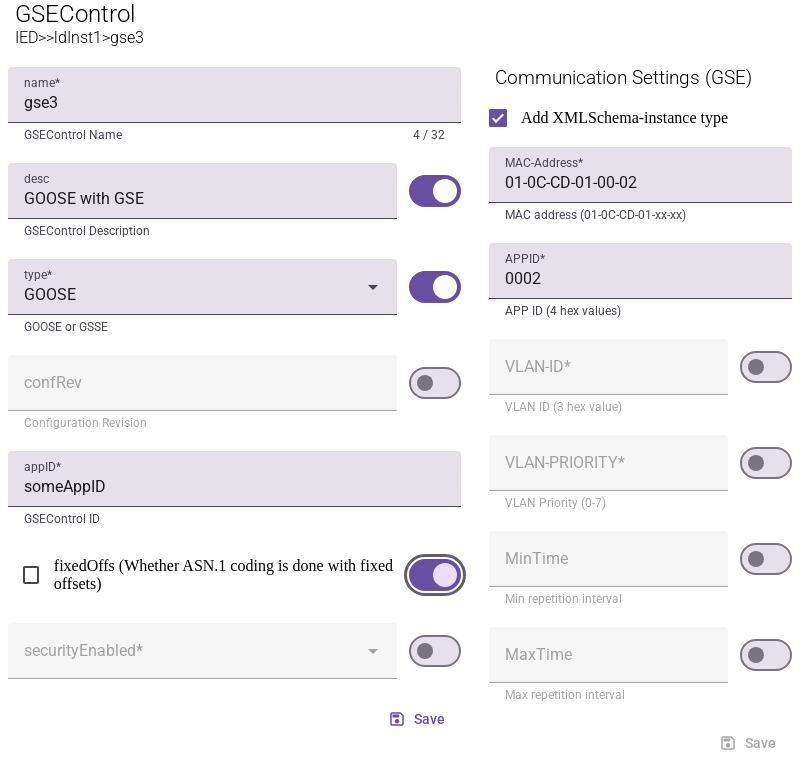 GSEControl
IED>>ldInst1>gse3
name*
gse3
GSEControl Name
4 / 32
desc
GOOSE with GSE
GSEControl Description
type*
GOOSE
GOOSE or GSSE
confRev
Configuration Revision
appID*
someAppID
GSEControl ID
fixedOffs (Whether ASN.1 coding is done with fixed
offsets)
securityEnabled*
Save
Communication Settings (GSE)
Add XMLSchema-instance type
MAC-Address*
01-0C-CD-01-00-02
MAC address (01-0C-CD-01-xx-xx)
APPID*
0002
APP ID (4 hex values)
VLAN-ID*
VLAN ID (3 hex value)
VLAN-PRIORITY*
VLAN Priority (0-7)
MinTime
Min repetition interval
MaxTime
Max repetition interval
Save